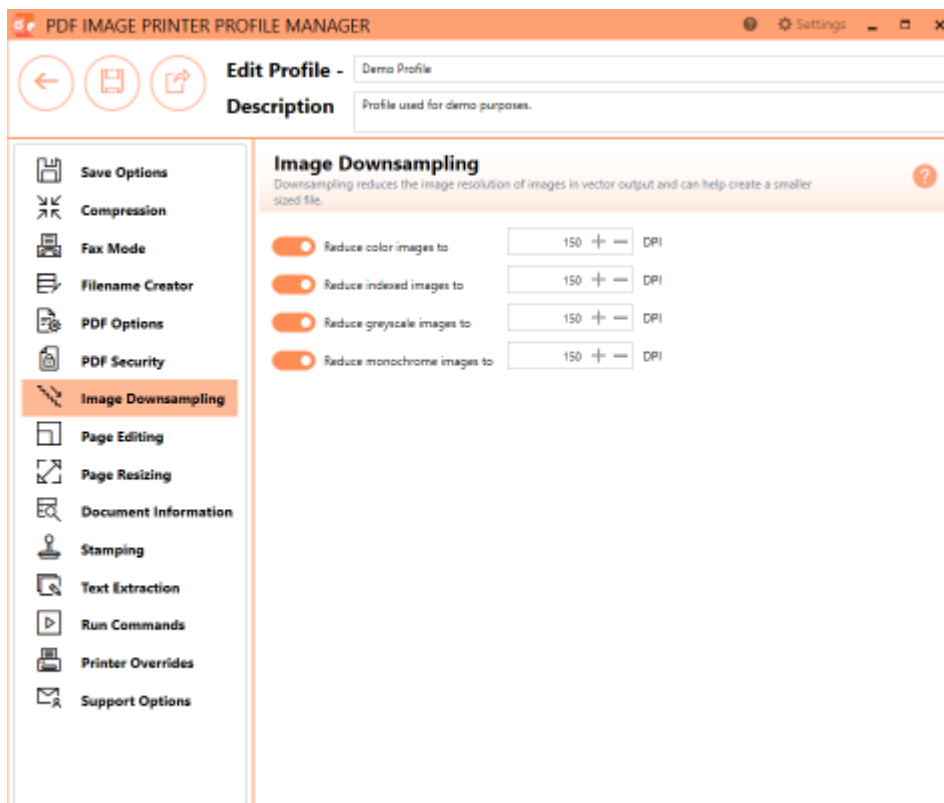 PDF IMAGE PRINTER PROFILE MANAGER
Settings
Edit Profile - Demo Profile
Description Profile used for demo purposes.
Save Options
Compression
Fax Mode
Filename Creator
PDF Options
PDF Security
Image Downsampling
Page Editing
Page Resizing
Document Information
Stamping
Text Extraction
Run Commands
Printer Overrides
Support Options
Image Downsampling
Downsampling reduces the image resolution of images in vector output and can help create a smaller
sized file.
Reduce color images to 150 DPI
Reduce indexed images to 150 DPI
Reduce greyscale images to 150 DPI
Reduce monochrome images to 150 DPI